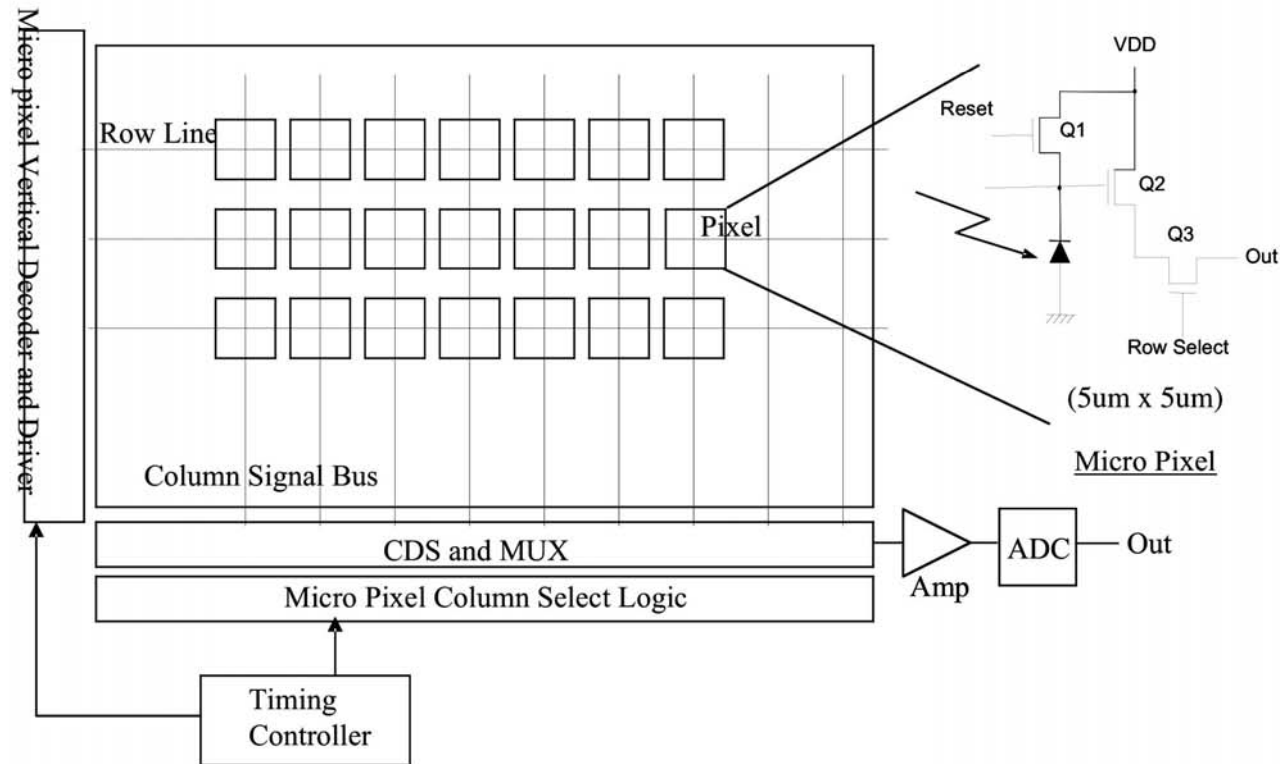 Micro pixel Vertical Decoder and Driver
Row Line
Pixel
Column Signal Bus
CDS and MUX
Micro Pixel Column Select Logic
Timing
Controller
Amp
ADC
Out
VDD
Reset
Q1
Q2
Q3
Out
Row Select
(5um x 5um)
Micro Pixel